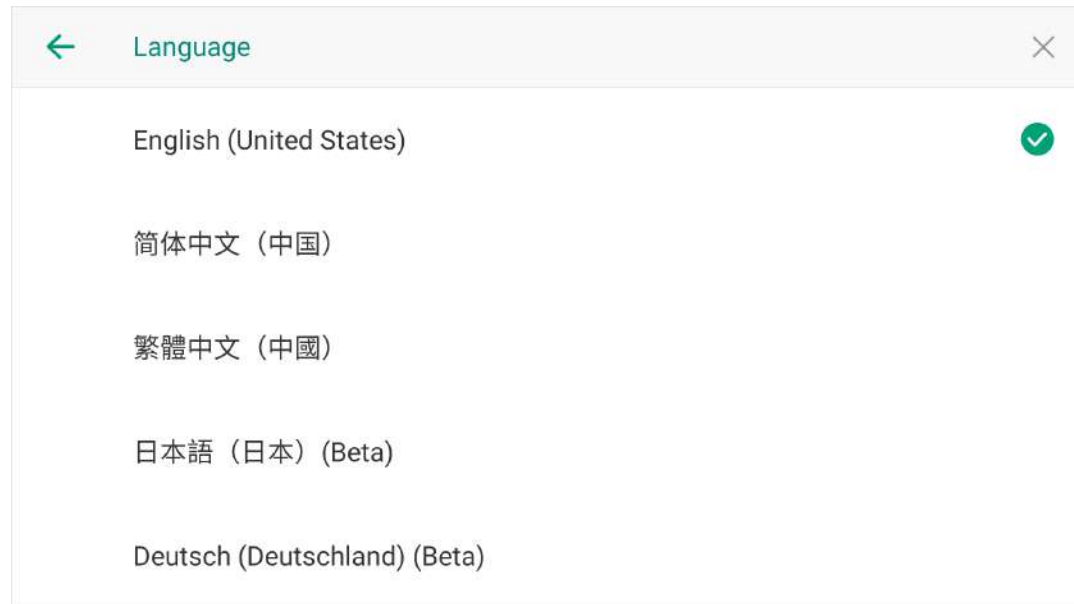 Language
English (United States)
简体中文（中国）
繁體中文（中國）
日本語（日本）(Beta)
Deutsch (Deutschland) (Beta)